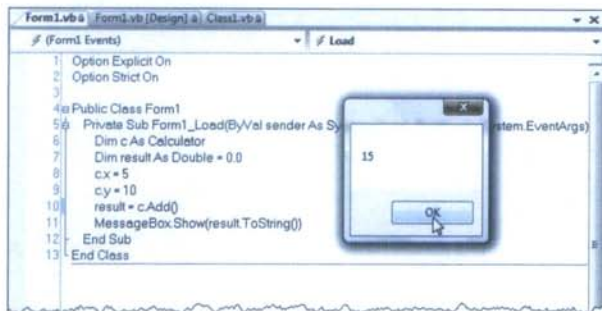 Form1.vb Form1.vb [Design] Class1.vb
(Form1 Events) Load
1 Option Explicit On
2 Option Strict On
3
4 Public Class Form1
5 Private Sub Form1_Load(ByVal sender As Sy stem.EventArgs)
6 Dim c As Calculator
7 Dim result As Double = 0.0
8 c.x = 5
9 c.y = 10
10 result = c.Add()
11 MessageBox.Show(result.ToString())
12 End Sub
13 End Class
15
OK